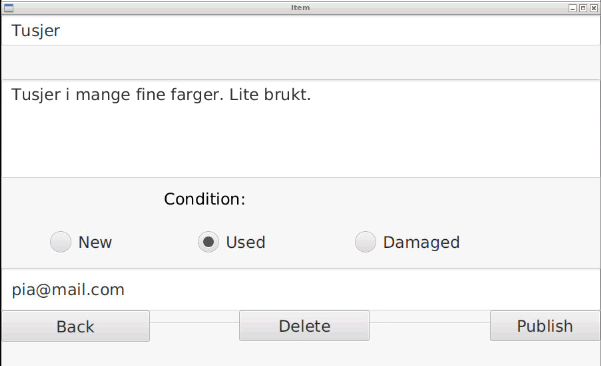 Item
Tusjer
Tusjer i mange fine farger. Lite brukt.
Condition:
New Used Damaged
pia@mail.com
Back Delete Publish